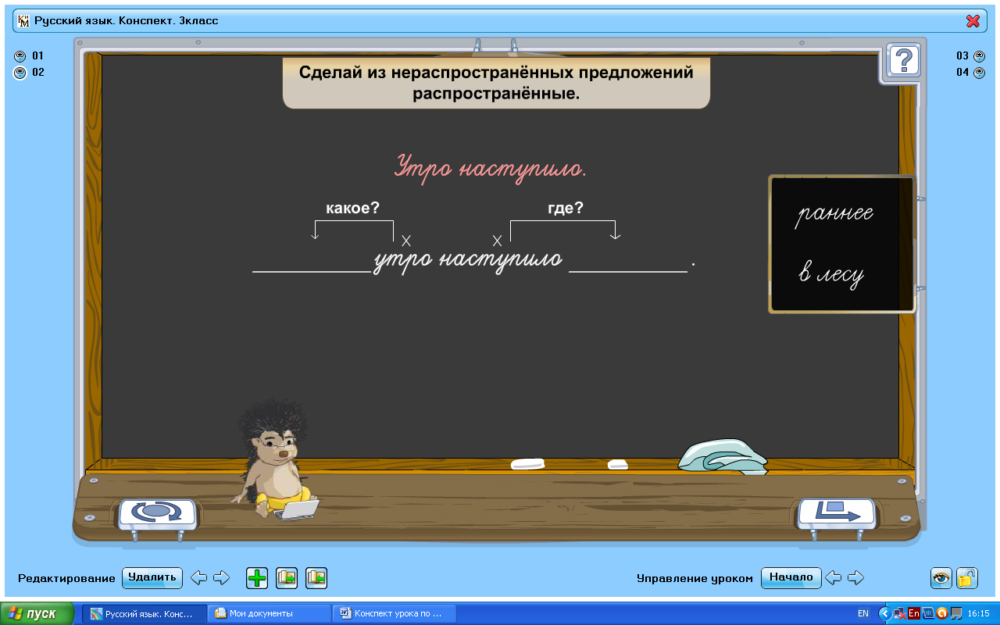 КиМ Русский язык. Конспект. 3класс
01
02
03
04
?
Сделай из нераспространённых предложений
распространённые.
Утро наступило.
какое? где?
X X
утро наступило .
раннее
в лесу
Редактирование Удалить
Управление уроком Начало
пуск Русский язык. Конс... Мои документы Конспект урока по ... EN En 16:15